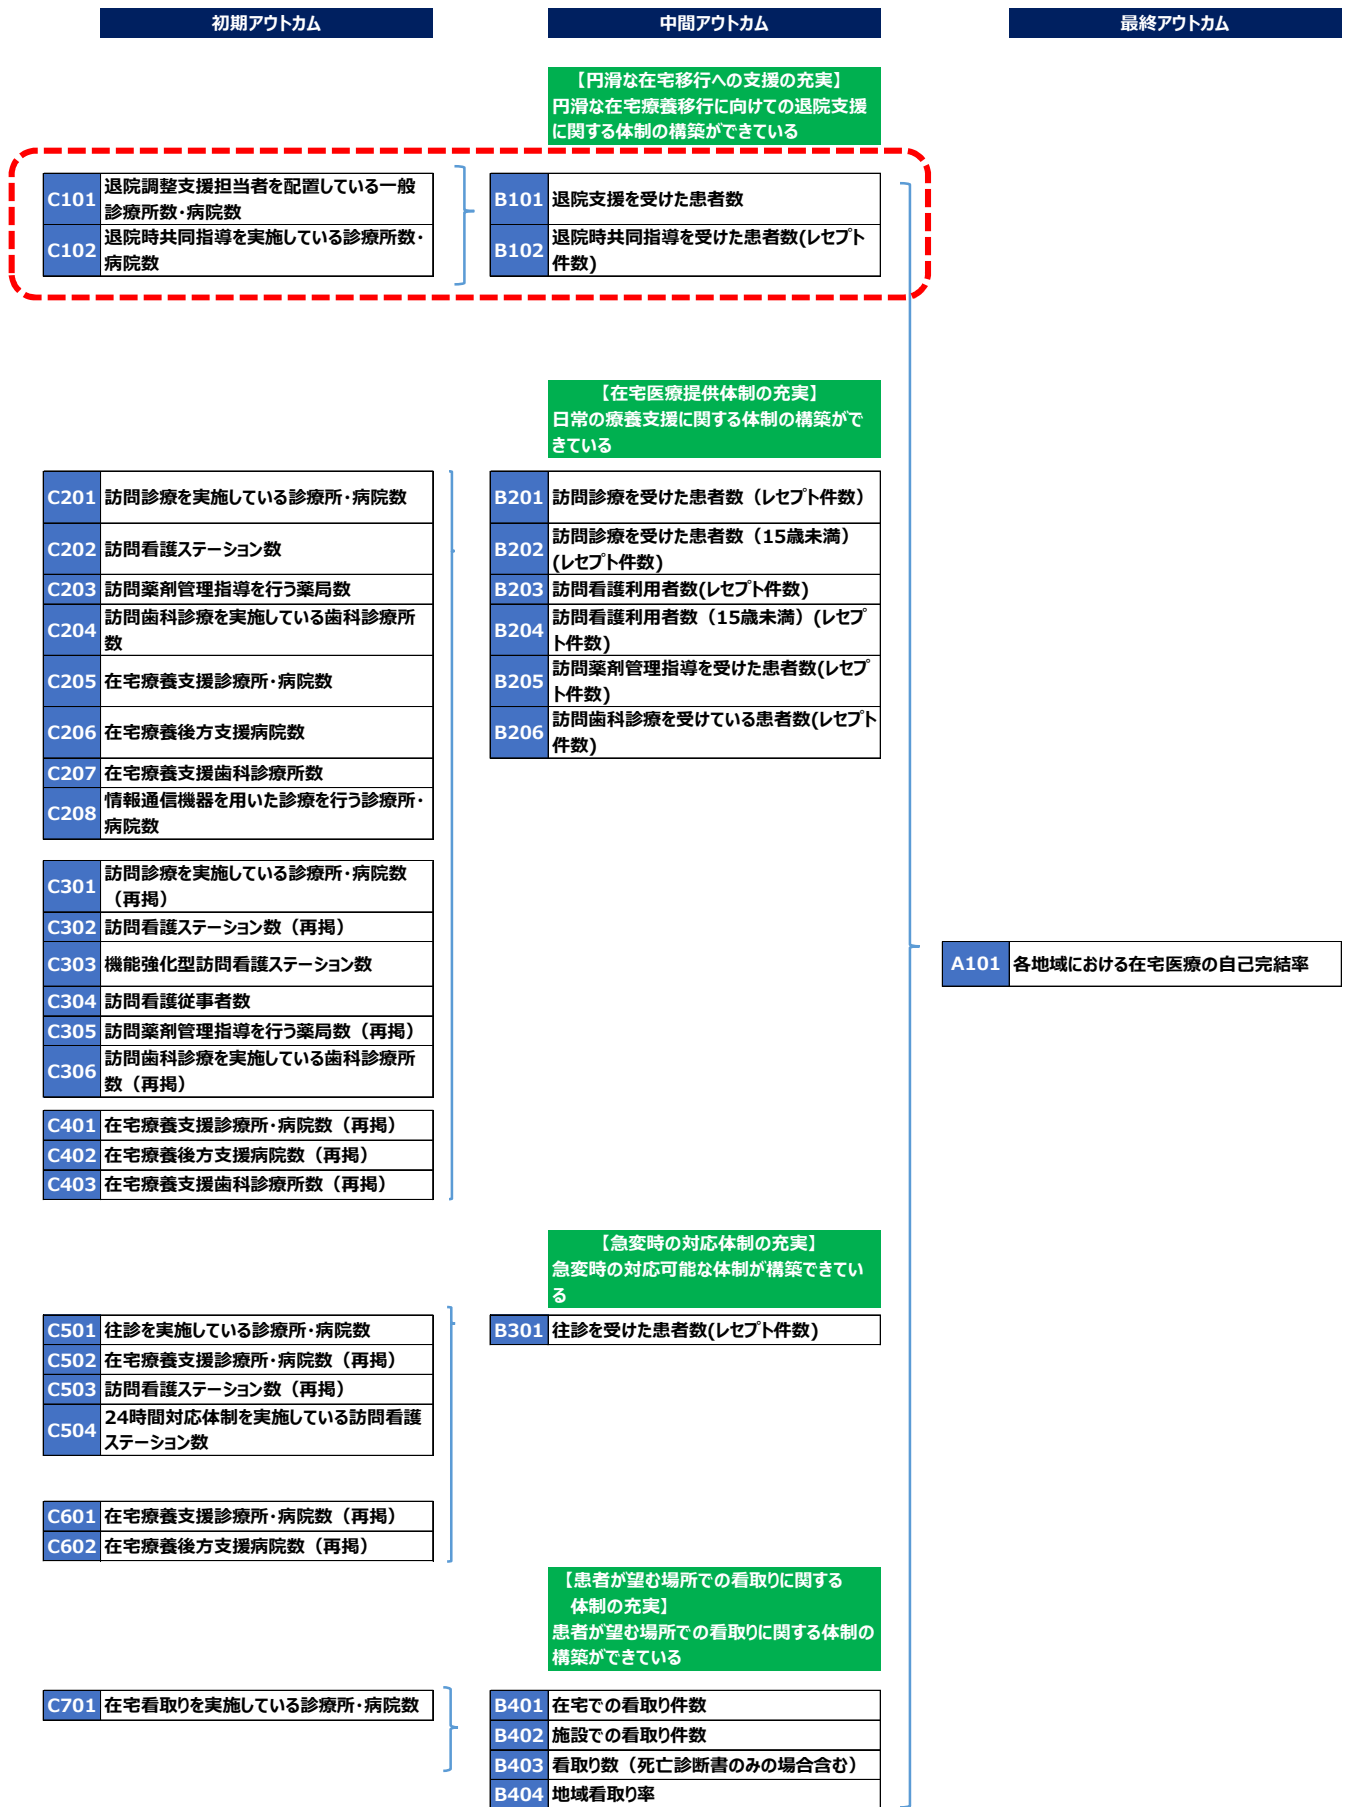 初期アウトカム
中間アウトカム
最終アウトカム
【円滑な在宅移行への支援の充実】
円滑な在宅療養移行に向けての退院支援
に関する体制の構築ができている
C101 退院調整支援担当者を配置している一般
診療所数・病院数
C102 退院時共同指導を実施している診療所数・
病院数
B101 退院支援を受けた患者数
B102 退院時共同指導を受けた患者数(レセプト
件数)
【在宅医療提供体制の充実】
日常の療養支援に関する体制の構築がで
きている
C201 訪問診療を実施している診療所・病院数
C202 訪問看護ステーション数
C203 訪問薬剤管理指導を行う薬局数
C204 訪問歯科診療を実施している歯科診療所
数
C205 在宅療養支援診療所・病院数
C206 在宅療養後方支援病院数
C207 在宅療養支援歯科診療所数
C208 情報通信機器を用いた診療を行う診療所・
病院数
B201 訪問診療を受けた患者数（レセプト件数）
B202 訪問診療を受けた患者数（15歳未満）
(レセプト件数)
B203 訪問看護利用者数(レセプト件数)
B204 訪問看護利用者数（15歳未満）(レセプ
ト件数)
B205 訪問薬剤管理指導を受けた患者数(レセプ
ト件数)
B206 訪問歯科診療を受けている患者数(レセプト
件数)
C301 訪問診療を実施している診療所・病院数
（再掲）
C302 訪問看護ステーション数（再掲）
C303 機能強化型訪問看護ステーション数
C304 訪問看護従事者数
C305 訪問薬剤管理指導を行う薬局数（再掲）
C306 訪問歯科診療を実施している歯科診療所
数（再掲）
A101 各地域における在宅医療の自己完結率
C401 在宅療養支援診療所・病院数（再掲）
C402 在宅療養後方支援病院数（再掲）
C403 在宅療養支援歯科診療所数（再掲）
【急変時の対応体制の充実】
急変時の対応可能な体制が構築できてい
る
C501 往診を実施している診療所・病院数
C502 在宅療養支援診療所・病院数（再掲）
C503 訪問看護ステーション数（再掲）
C504 24時間対応体制を実施している訪問看護
ステーション数
B301 往診を受けた患者数(レセプト件数)
C601 在宅療養支援診療所・病院数（再掲）
C602 在宅療養後方支援病院数（再掲）
【患者が望む場所での看取りに関する
体制の充実】
患者が望む場所での看取りに関する体制の
構築ができている
C701 在宅看取りを実施している診療所・病院数
B401 在宅での看取り件数
B402 施設での看取り件数
B403 看取り数（死亡診断書のみの場合含む）
B404 地域看取り率